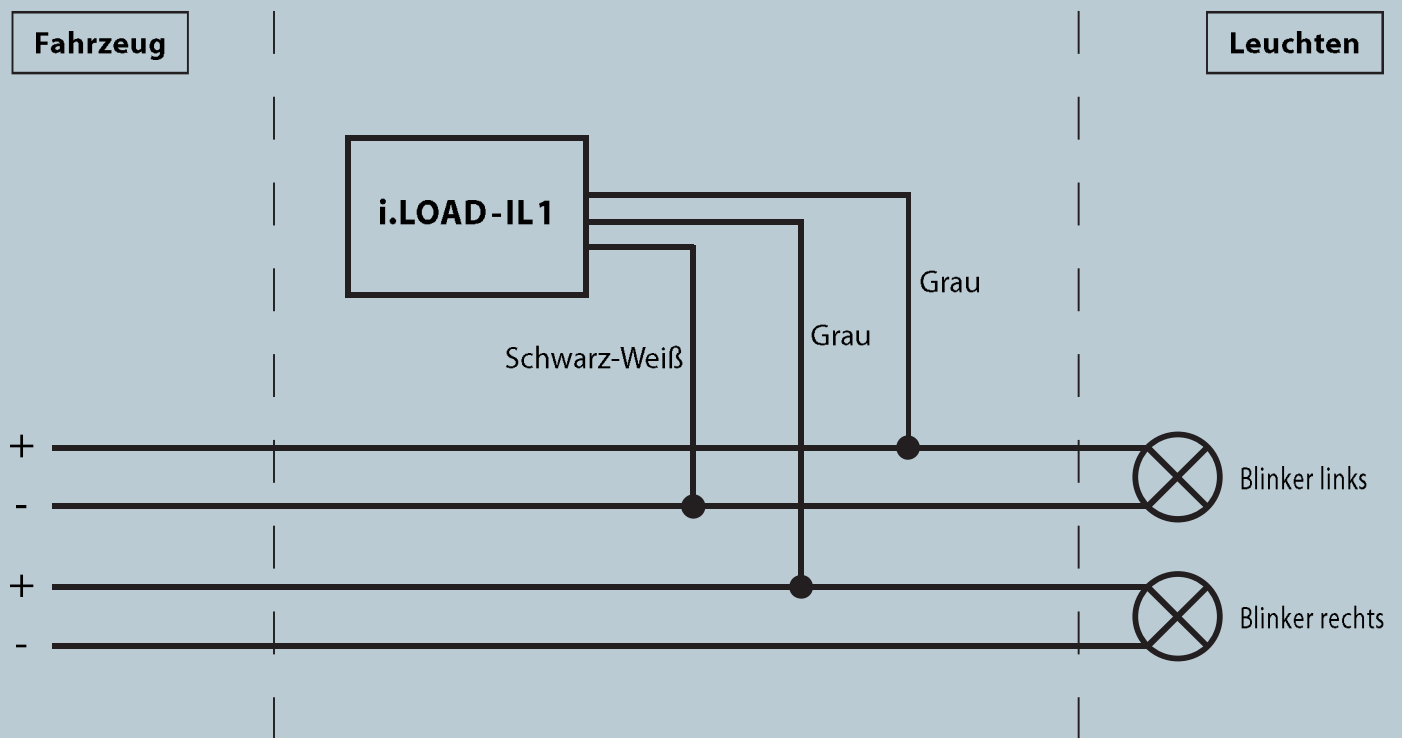 Fahrzeug
Leuchten
i.LOAD-IL1
Grau
Grau
Schwarz-Weiß
+
-
Blinker links
+
-
Blinker rechts